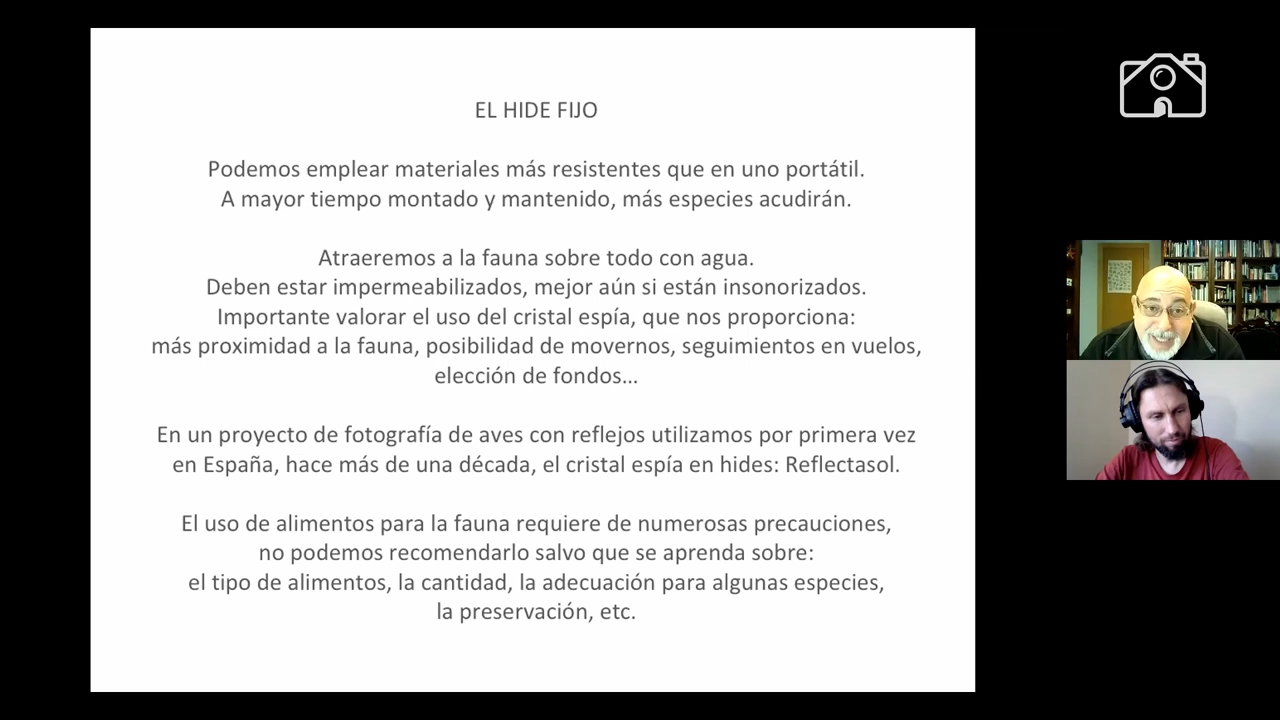 EL HIDE FIJO
Podemos emplear materiales más resistentes que en uno portátil.
A mayor tiempo montado y mantenido, más especies acudirán.
Atraeremos a la fauna sobre todo con agua.
Deben estar impermeabilizados, mejor aún si están insonorizados.
Importante valorar el uso del cristal espía, que nos proporciona:
más proximidad a la fauna, posibilidad de movernos, seguimientos en vuelos,
elección de fondos…
En un proyecto de fotografía de aves con reflejos utilizamos por primera vez
en España, hace más de una década, el cristal espía en hides: Reflectasol.
El uso de alimentos para la fauna requiere de numerosas precauciones,
no podemos recomendarlo salvo que se aprenda sobre:
el tipo de alimentos, la cantidad, la adecuación para algunas especies,
la preservación, etc.